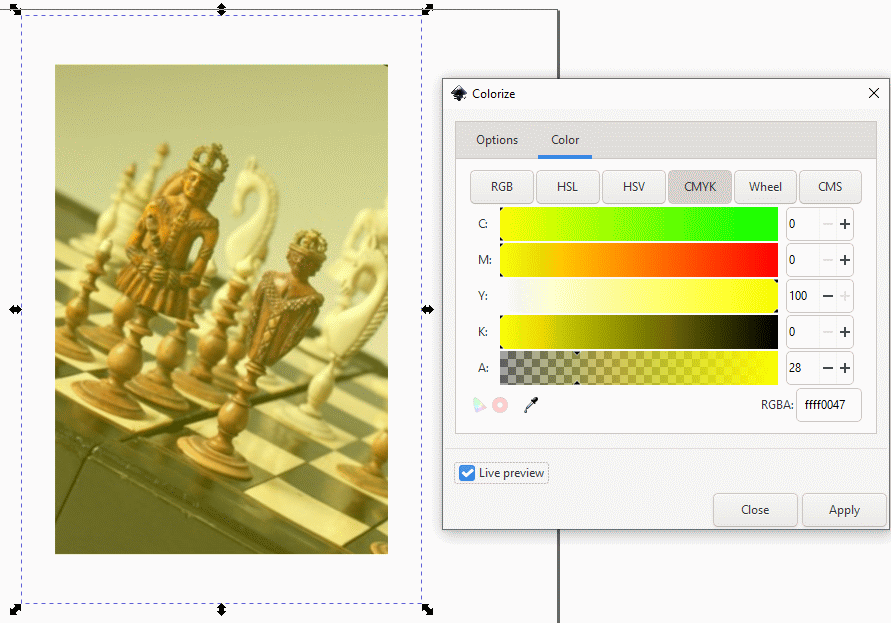 Colorize
Options Color
RGB HSL HSV CMYK Wheel CMS
C: 0
M: 0
Y: 100
K: 0
A: 28
RGBA: ffff0047
Live preview
Close Apply